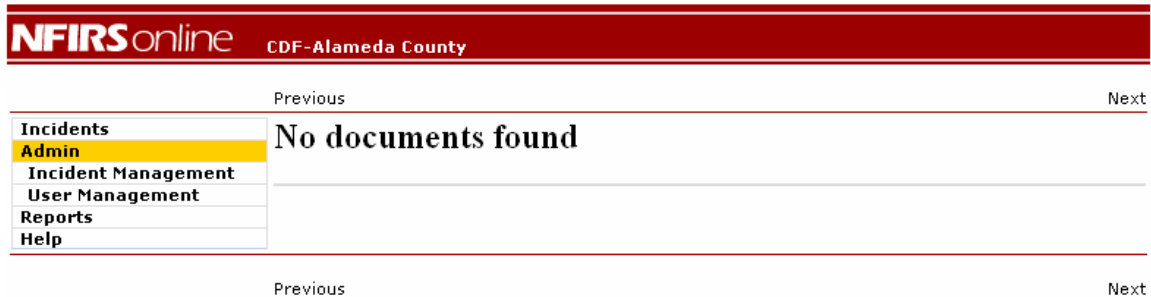 NFIRSonline CDF-Alameda County
Previous Next
Incidents
Admin
Incident Management
User Management
Reports
Help
No documents found
Previous Next